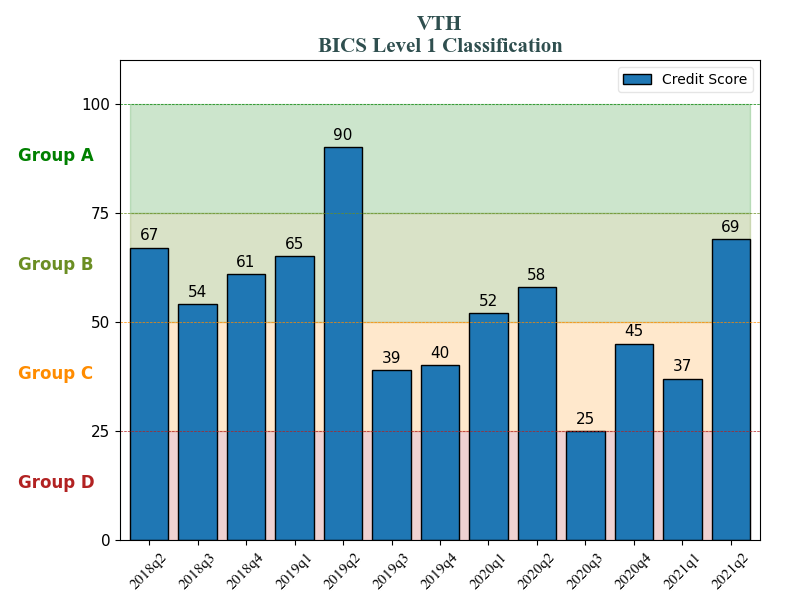 VTH
BICS Level 1 Classification
Credit Score
100
Group A
90
75
67
54
61
65
Group B
39
40
52
58
25
45
37
69
50
Group C
25
Group D
0
2018q2
2018q3
2018q4
2019q1
2019q2
2019q3
2019q4
2020q1
2020q2
2020q3
2020q4
2021q1
2021q2